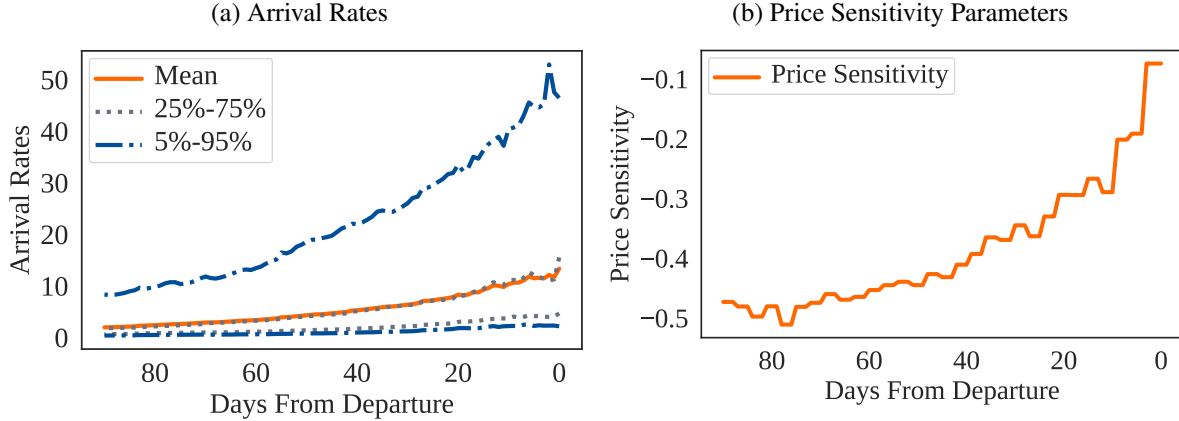 (a) Arrival Rates
Mean
25%-75%
5%-95%
Arrival Rates
50
40
30
20
10
0
80
60
40
20
0
Days From Departure
(b) Price Sensitivity Parameters
Price Sensitivity
Price Sensitivity
−0.1
−0.2
−0.3
−0.4
−0.5
80
60
40
20
0
Days From Departure